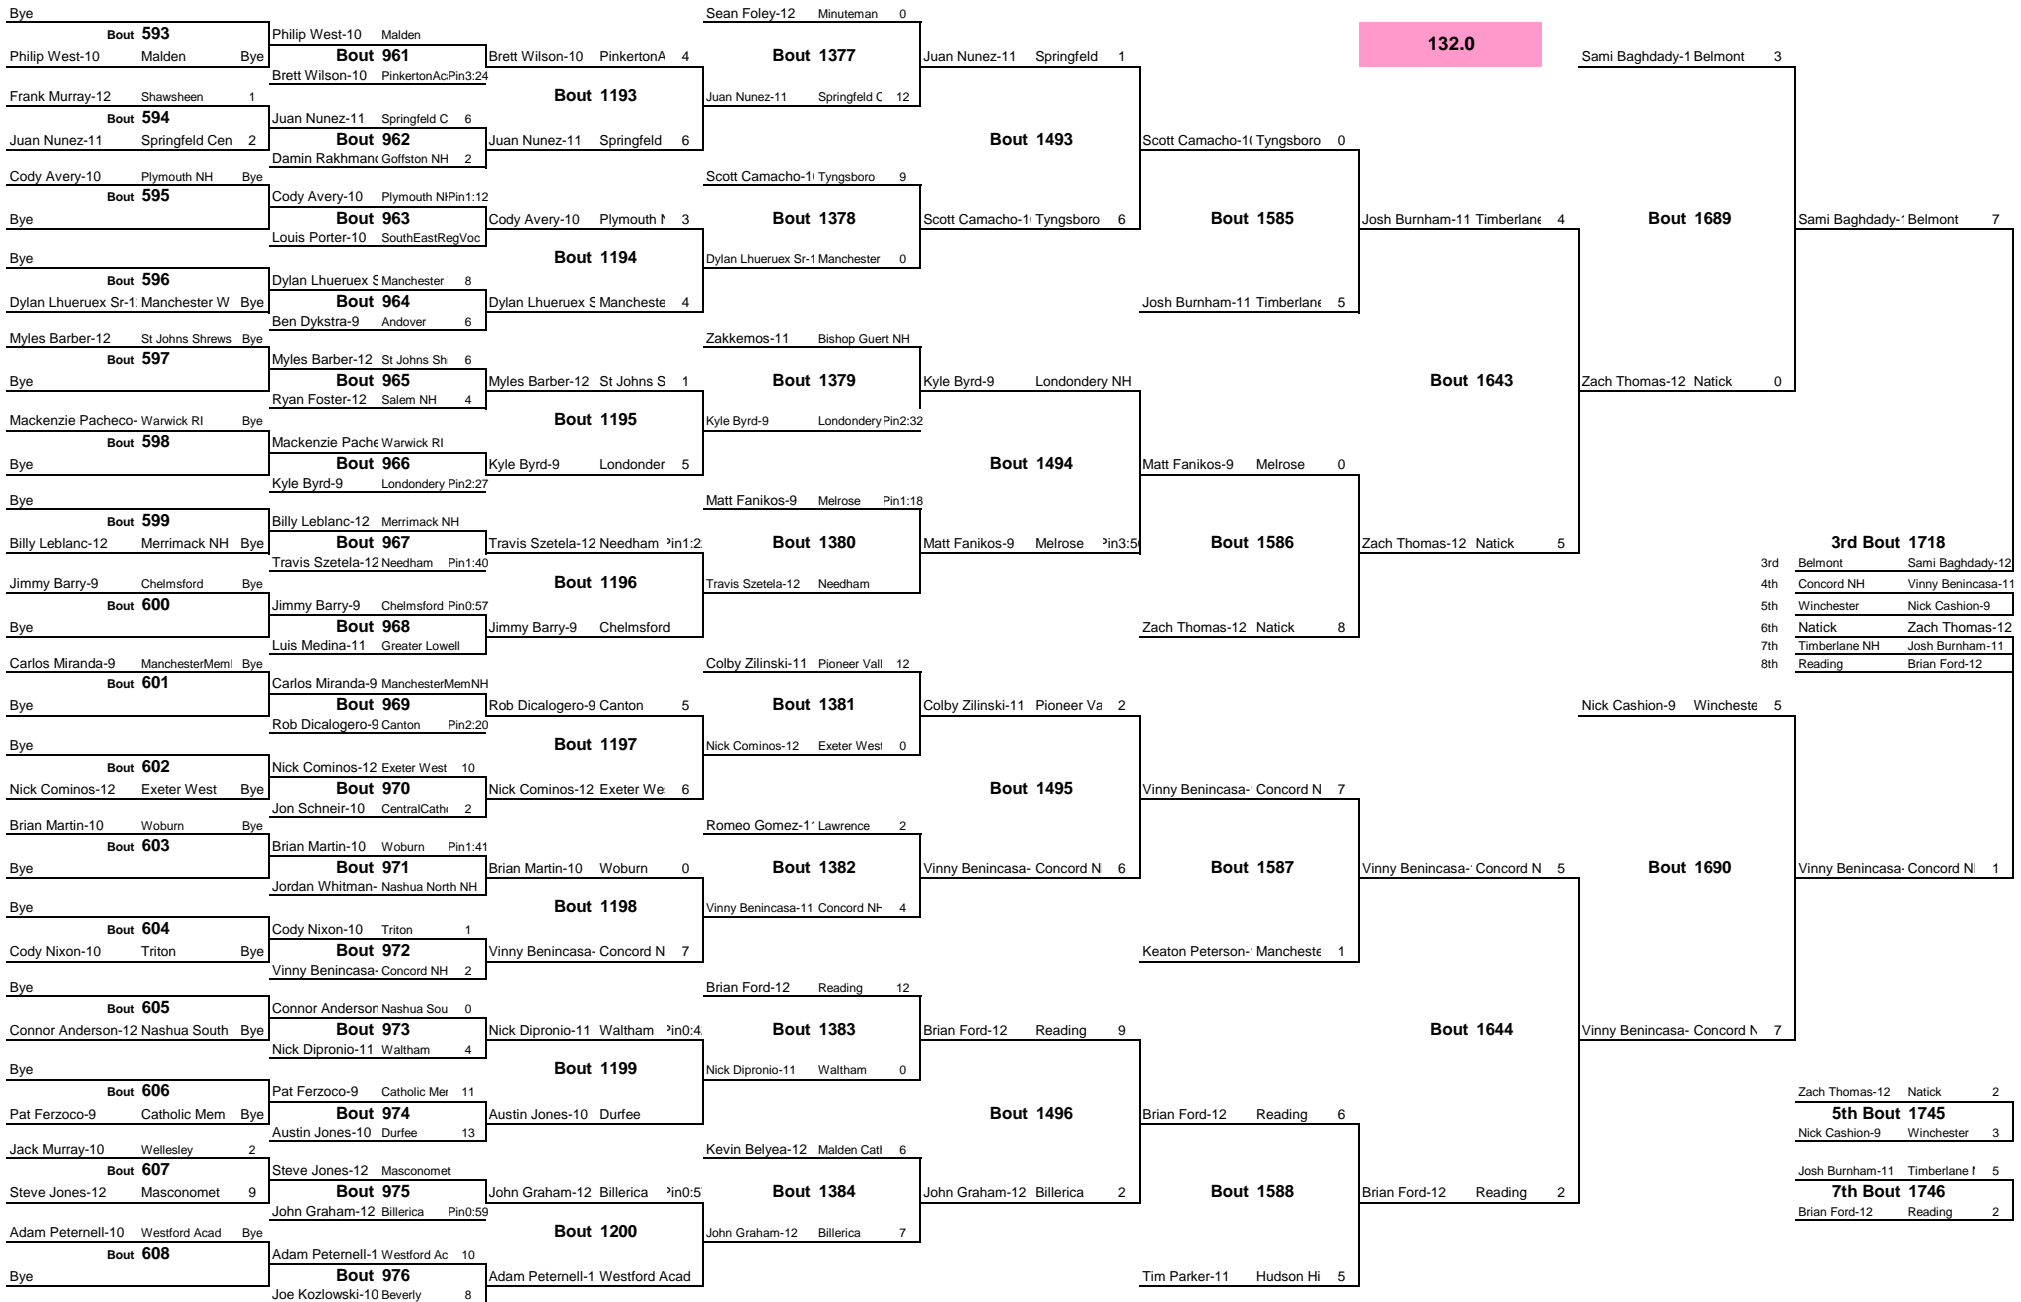 Bye
Bout 593
Philip West-10 Malden Bye
Frank Murray-12 Shawsheen 1
Bout 594
Juan Nunez-11 Springfeld Cen 2
Cody Avery-10 Plymouth NH Bye
Bout 595
Bye
Bye
Bout 596
Dylan Lhueruex Sr-1 Manchester W Bye
Myles Barber-12 St Johns Shrews Bye
Bout 597
Bye
Mackenzie Pacheco- Warwick RI Bye
Bout 598
Bye
Bye
Bout 599
Billy Leblanc-12 Merrimack NH Bye
Jimmy Barry-9 Chelmsford Bye
Bout 600
Bye
Carlos Miranda-9 ManchesterMem Bye
Bout 601
Bye
Bye
Bout 602
Nick Cominos-12 Exeter West Bye
Brian Martin-10 Woburn Bye
Bout 603
Bye
Bye
Bout 604
Cody Nixon-10 Triton Bye
Bye
Bout 605
Connor Anderson-12 Nashua South Bye
Bye
Bout 606
Pat Ferzoco-9 Catholic Mem Bye
Jack Murray-10 Wellesley 2
Bout 607
Steve Jones-12 Masconomet 9
Adam Peternell-10 Westford Acad Bye
Bout 608
Bye
Philip West-10 Malden
Bout 961
Brett Wilson-10 PinkertonAc Pin3:24
Juan Nunez-11 Springfeld C 6
Bout 962
Damin Rakhman Goffston NH 2
Cody Avery-10 Plymouth NH Pin1:12
Bout 963
Louis Porter-10 SouthEastRegVoc
Dylan Lhueruex S Manchester 8
Bout 964
Ben Dykstra-9 Andover 6
Myles Barber-12 St Johns Sh 6
Bout 965
Ryan Foster-12 Salem NH 4
Mackenzie Pache Warwick RI
Bout 966
Kyle Byrd-9 Londondery Pin2:27
Billy Leblanc-12 Merrimack NH
Bout 967
Travis Szetela-12 Needham Pin1:40
Jimmy Barry-9 Chelmsford Pin0:57
Bout 968
Luis Medina-11 Greater Lowell
Carlos Miranda-9 ManchesterMemNH
Bout 969
Rob Dicalogero-9 Canton Pin2:20
Nick Cominos-12 Exeter West 10
Bout 970
Jon Schneir-10 CentralCath 2
Brian Martin-10 Woburn Pin1:41
Bout 971
Jordan Whitman- Nashua North NH
Cody Nixon-10 Triton 1
Bout 972
Vinny Benincasa- Concord NH 2
Connor Anderson Nashua Sou 0
Bout 973
Nick Dipronio-11 Waltham 4
Pat Ferzoco-9 Catholic Mer 11
Bout 974
Austin Jones-10 Durfee 13
Steve Jones-12 Masconomet
Bout 975
John Graham-12 Billerica Pin0:59
Adam Peternell-1 Westford Ac 10
Bout 976
Joe Kozlowski-10 Beverly 8
Brett Wilson-10 PinkertonA 4
Bout 1193
Juan Nunez-11 Springfeld 6
Cody Avery-10 Plymouth N 3
Bout 1194
Dylan Lhueruex S Mancheste 4
Myles Barber-12 St Johns S 1
Bout 1195
Kyle Byrd-9 Londonder 5
Travis Szetela-12 Needham Pin1:2
Bout 1196
Jimmy Barry-9 Chelmsford
Rob Dicalogero-9 Canton 5
Bout 1197
Nick Cominos-12 Exeter We 6
Brian Martin-10 Woburn 0
Bout 1198
Vinny Benincasa- Concord N 7
Nick Dipronio-11 Waltham Pin0:4
Bout 1199
Austin Jones-10 Durfee
John Graham-12 Billerica Pin0:5
Bout 1200
Adam Peternell-1 Westford Acad
Sean Foley-12 Minuteman 0
Bout 1377
Juan Nunez-11 Springfeld C 12
Scott Camacho-1 Tyngsboro 9
Bout 1378
Dylan Lhueruex Sr-1 Manchester 0
Zakkemos-11 Bishop Guert NH
Bout 1379
Kyle Byrd-9 Londondery Pin2:32
Matt Fanikos-9 Melrose Pin1:18
Bout 1380
Travis Szetela-12 Needham
Colby Zilinski-11 Pioneer Vall 12
Bout 1381
Nick Cominos-12 Exeter West 0
Romeo Gomez-1 Lawrence 2
Bout 1382
Vinny Benincasa-11 Concord NH 4
Brian Ford-12 Reading 12
Bout 1383
Nick Dipronio-11 Waltham 0
Kevin Belyea-12 Malden Cath 6
Bout 1384
John Graham-12 Billerica 7
Juan Nunez-11 Springfeld 1
Bout 1493
Scott Camacho-1 Tyngsboro 6
Kyle Byrd-9 Londondery NH
Bout 1494
Matt Fanikos-9 Melrose Pin3:5
Colby Zilinski-11 Pioneer Va 2
Bout 1495
Vinny Benincasa- Concord N 6
Brian Ford-12 Reading 9
Bout 1496
John Graham-12 Billerica 2
Scott Camacho-1 Tyngsboro 0
Bout 1585
Josh Burnham-11 Timberlane 5
Matt Fanikos-9 Melrose 0
Bout 1586
Zach Thomas-12 Natick 8
Vinny Benincasa- Concord N 7
Bout 1587
Keaton Peterson- Mancheste 1
Brian Ford-12 Reading 6
Bout 1588
Tim Parker-11 Hudson Hi 5
132.0
Josh Burnham-11 Timberlane 4
Bout 1643
Zach Thomas-12 Natick 5
Vinny Benincasa- Concord N 5
Bout 1644
Brian Ford-12 Reading 2
Sami Baghdady-1 Belmont 3
Bout 1689
Zach Thomas-12 Natick 0
Nick Cashion-9 Wincheste 5
Bout 1690
Vinny Benincasa- Concord N 7
Sami Baghdady- Belmont 7
3rd Bout 1718
3rd Belmont Sami Baghdady-12
4th Concord NH Vinny Benincasa-11
5th Winchester Nick Cashion-9
6th Natick Zach Thomas-12
7th Timberlane NH Josh Burnham-11
8th Reading Brian Ford-12
Vinny Benincasa- Concord N 1
Zach Thomas-12 Natick 2
5th Bout 1745
Nick Cashion-9 Winchester 3
Josh Burnham-11 Timberlane N 5
7th Bout 1746
Brian Ford-12 Reading 2